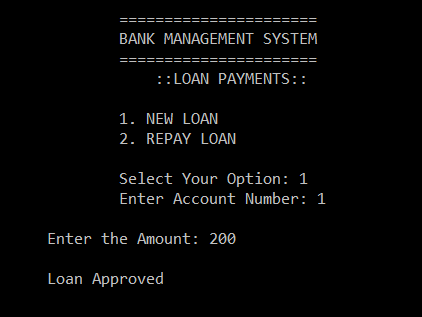 ======================
BANK MANAGEMENT SYSTEM
======================
::LOAN PAYMENTS::
1. NEW LOAN
2. REPAY LOAN
Select Your Option: 1
Enter Account Number: 1
Enter the Amount: 200
Loan Approved